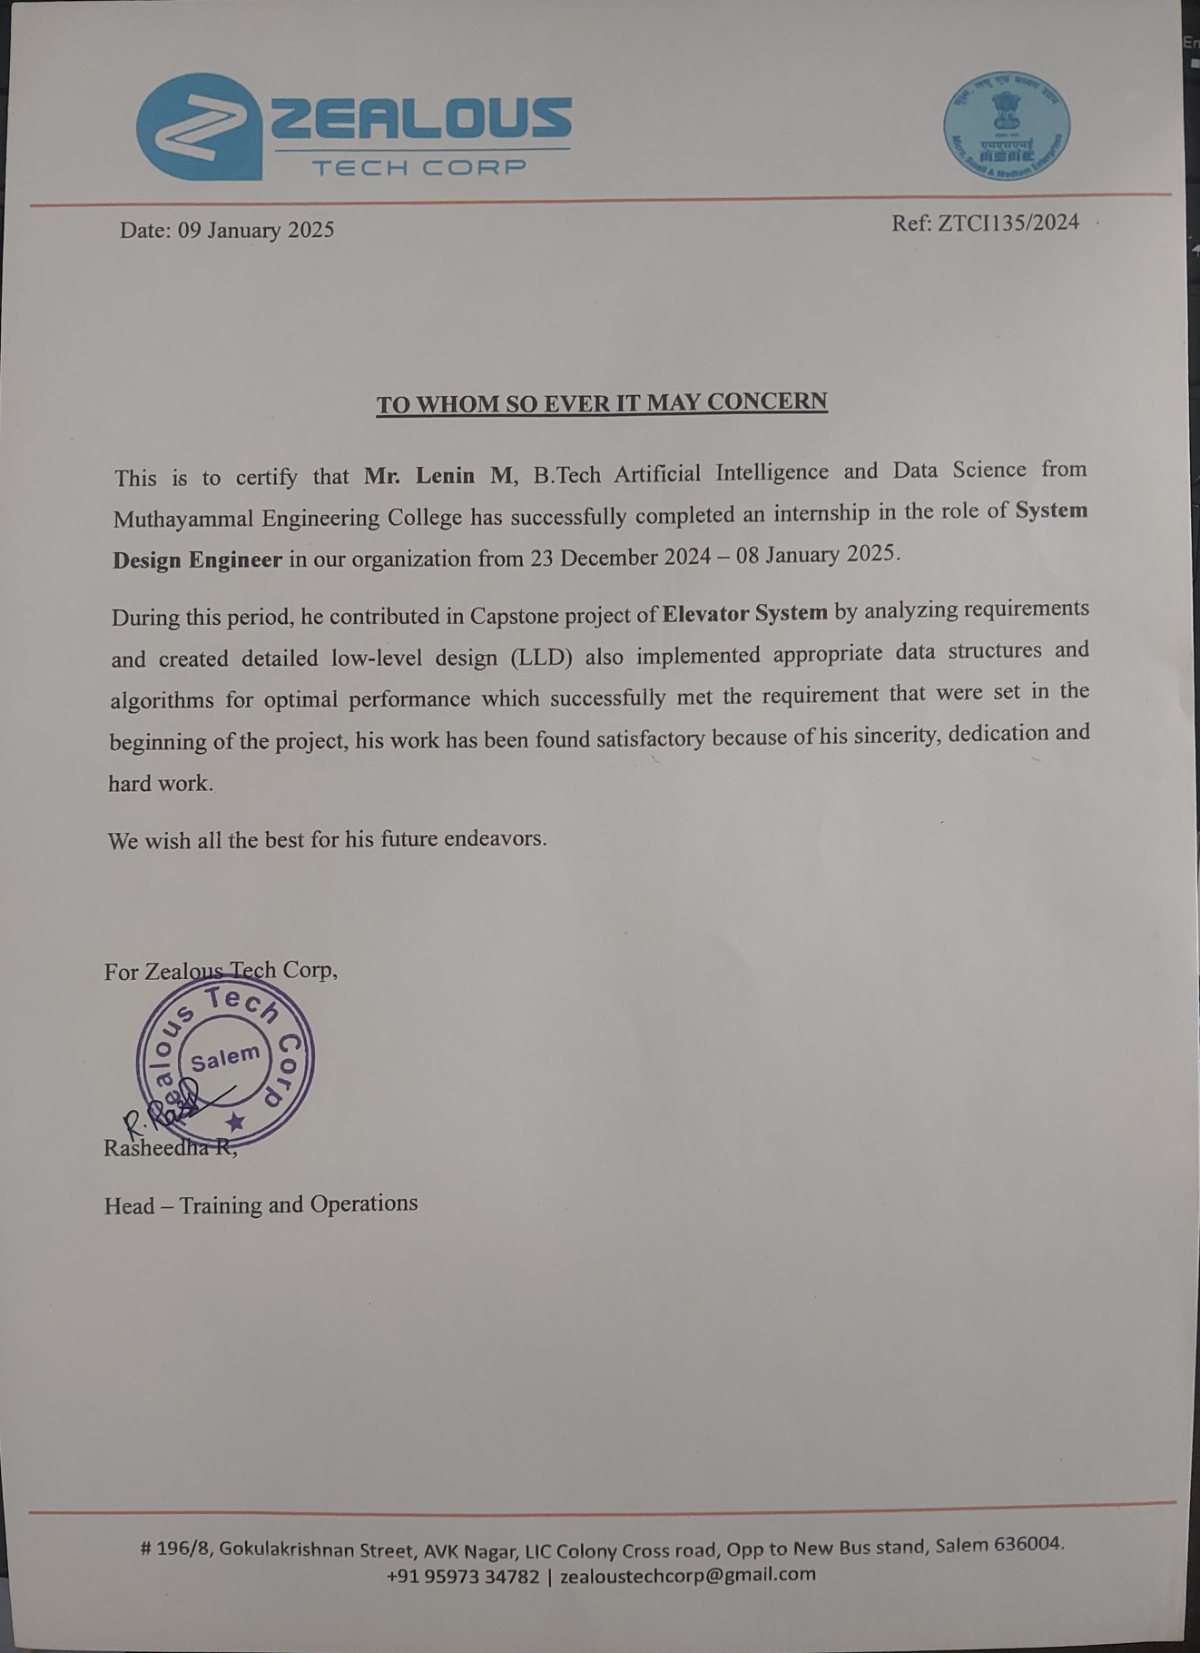 ZEALOUS
TECH CORP
सूक्ष्म, लघु एवं मध्यम उद्यम
एमएसएमई
MSME
Micro, Small & Medium Enterprises
Date: 09 January 2025
Ref: ZTCI135/2024
TO WHOM SO EVER IT MAY CONCERN
This is to certify that Mr. Lenin M, B.Tech Artificial Intelligence and Data Science from
Muthayammal Engineering College has successfully completed an internship in the role of System
Design Engineer in our organization from 23 December 2024 – 08 January 2025.
During this period, he contributed in Capstone project of Elevator System by analyzing requirements
and created detailed low-level design (LLD) also implemented appropriate data structures and
algorithms for optimal performance which successfully met the requirement that were set in the
beginning of the project, his work has been found satisfactory because of his sincerity, dedication and
hard work.
We wish all the best for his future endeavors.
For Zealous Tech Corp,
Zealous Tech Corp
Salem
R. Rash
Rasheedha R,
Head – Training and Operations
# 196/8, Gokulakrishnan Street, AVK Nagar, LIC Colony Cross road, Opp to New Bus stand, Salem 636004.
+91 95973 34782 | zealoustechcorp@gmail.com